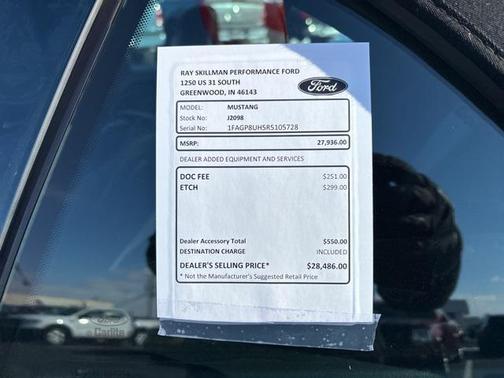 RAY SKILLMAN PERFORMANCE FORD
1250 US 31 SOUTH
GREENWOOD, IN 46143
Ford
MODEL: MUSTANG
Stock No: J2098
Serial No: 1FAGP8UH5R5105728
MSRP: 27,936.00
DEALER ADDED EQUIPMENT AND SERVICES
DOC FEE $251.00
ETCH $299.00
Dealer Accessory Total $550.00
DESTINATION CHARGE INCLUDED
DEALER'S SELLING PRICE* $28,486.00
* Not the Manufacturer's Suggested Retail Price